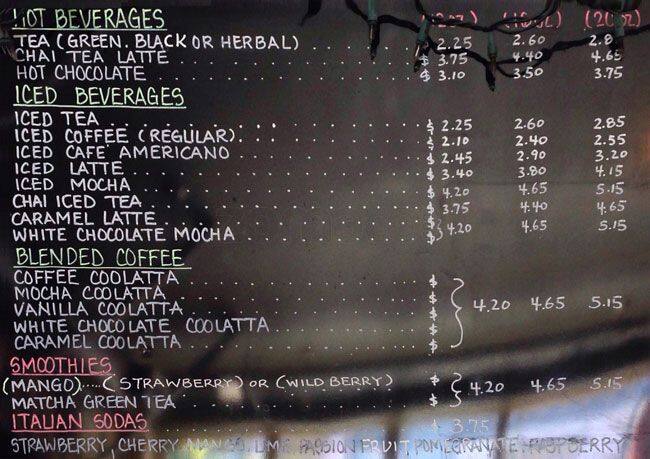 HOT BEVERAGES (12oz) (16oz) (20oz)
TEA (GREEN, BLACK OR HERBAL) $ 2.25 2.60
CHAI TEA LATTE $ 3.75 4.40 4.65
HOT CHOCOLATE $ 3.10 3.50 3.75
ICED BEVERAGES
ICED TEA $ 2.25 2.60 2.85
ICED COFFEE (REGULAR) $ 2.10 2.40 2.55
ICED CAFE AMERICANO $ 2.45 2.90 3.20
ICED LATTE $ 3.40 3.80 4.15
ICED MOCHA $ 4.20 4.65 5.15
CHAI ICED TEA $ 3.75 4.40 4.65
CARAMEL LATTE $
WHITE CHOCOLATE MOCHA $ 4.20 4.65 5.15
BLENDED COFFEE
COFFEE COOLATTA $
MOCHA COOLATTA $
VANILLA COOLATTA $ 4.20 4.65 5.15
WHITE CHOCOLATE COOLATTA $
CARAMEL COOLATTA $
SMOOTHIES
(MANGO).....(STRAWBERRY) OR (WILD BERRY) $ 4.20 4.65 5.15
MATCHA GREEN TEA $
ITALIAN SODAS $ 3.75
STRAWBERRY, CHERRY, MANGO, LIME, PASSION FRUIT, POMEGRANATE, RASPBERRY